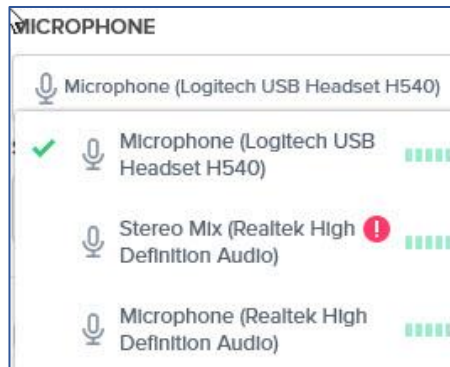 MICROPHONE
Microphone (Logitech USB Headset H540)
Microphone (Logitech USB
Headset H540)
Stereo Mix (Realtek High
Definition Audio)
Microphone (Realtek High
Definition Audio)